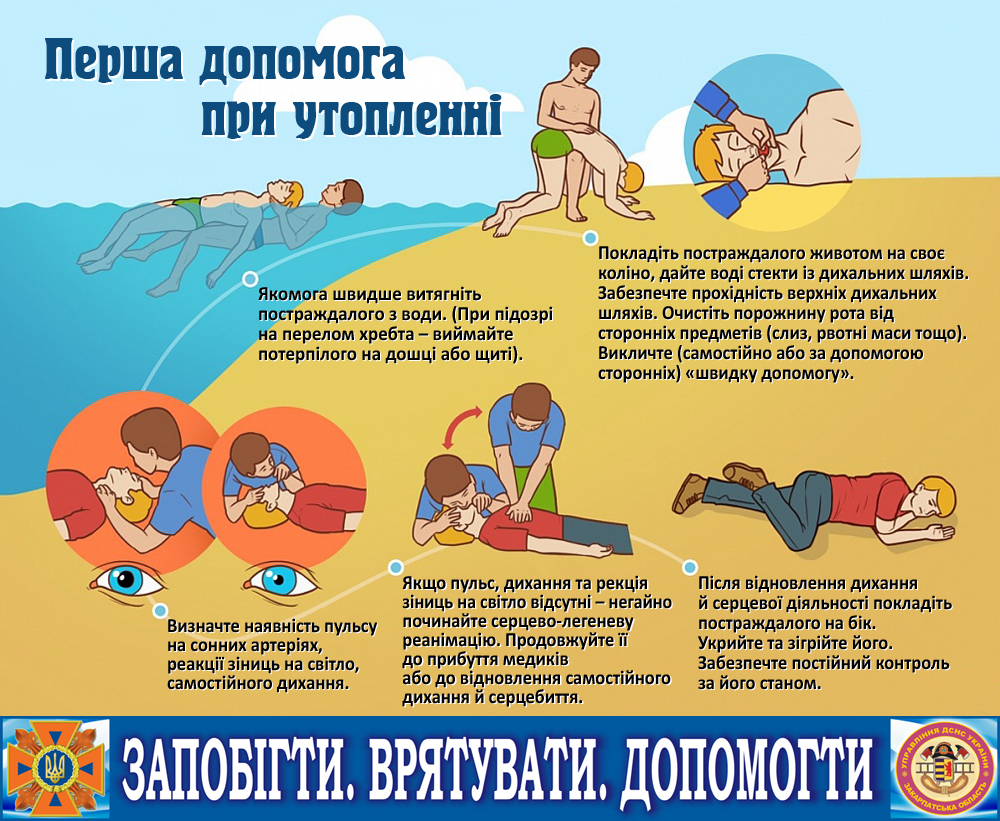 Перша допомога
при утопленні
Покладіть постраждалого животом на своє
коліно, дайте воді стекти із дихальних шляхів.
Забезпечте прохідність верхніх дихальних
шляхів. Очистіть порожнину рота від
сторонніх предметів (слиз, рвотні маси тощо).
Викличте (самостійно або за допомогою
сторонніх) «швидку допомогу».
Якомога швидше витягніть
постраждалого з води. (При підозрі
на перелом хребта – виймайте
потерпілого на дошці або щиті).
Визначте наявність пульсу
на сонних артеріях,
реакції зіниць на світло,
самостійного дихання.
Якщо пульс, дихання та рекція
зіниць на світло відсутні – негайно
починайте серцево-легеневу
реанімацію. Продовжуйте її
до прибуття медиків
або до відновлення самостійного
дихання й серцебиття.
Після відновлення дихання
й серцевої діяльності покладіть
постраждалого на бік.
Укрийте та зігрійте його.
Забезпечте постійний контроль
за його станом.
ЗАПОБІГТИ. ВРЯТУВАТИ. ДОПОМОГТИ
УПРАВЛІННЯ ДСНС УКРАЇНИ
ЗАКАРПАТСЬКА ОБЛАСТЬ